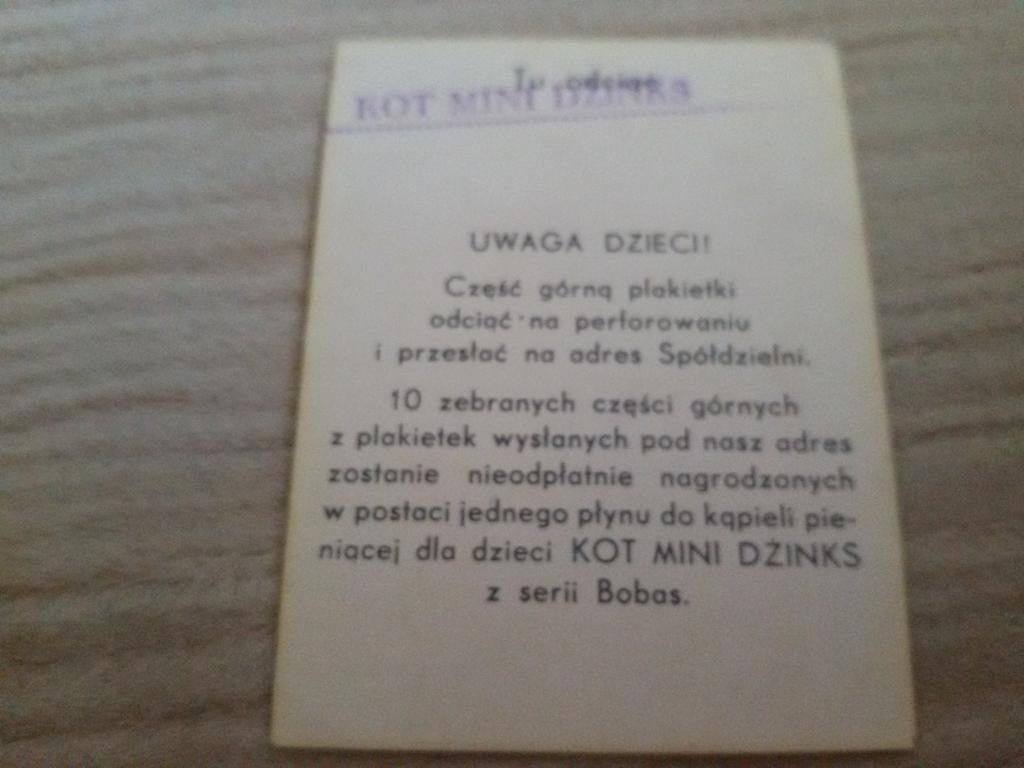 Tu odciąć
KOT MINI DŻINKS
UWAGA DZIECI!
Część górną plakietki
odciąć na perforowaniu
i przesłać na adres Spółdzielni.
10 zebranych części górnych
z plakietek wysłanych pod nasz adres
zostanie nieodpłatnie nagrodzonych
w postaci jednego płynu do kąpieli pie-
niącej dla dzieci KOT MINI DŻINKS
z serii Bobas.